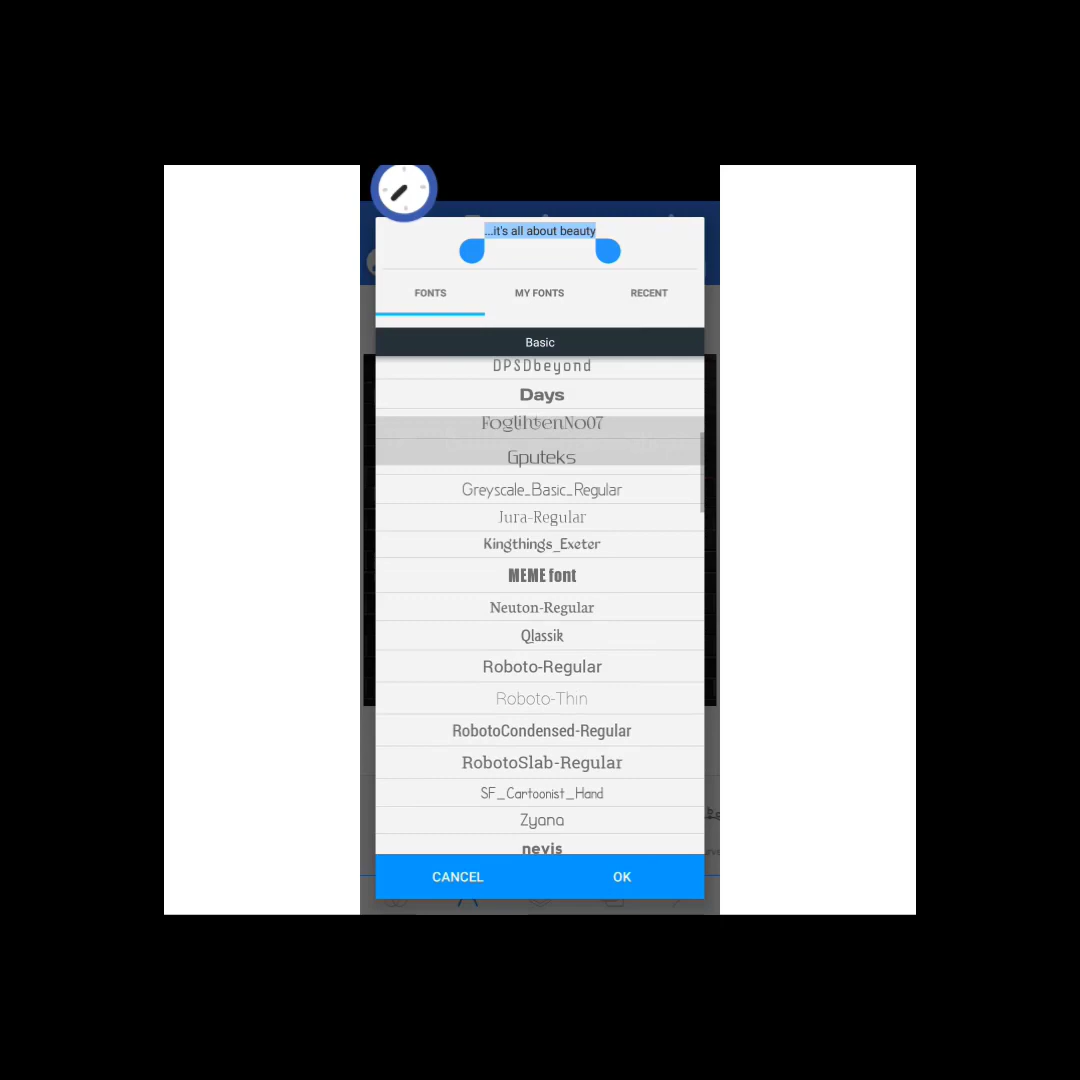 ...it's all about beauty
FONTS
MY FONTS
RECENT
Basic
DPSDbeyond
Days
FoglihtenNo07
Gputeks
Greyscale_Basic_Regular
Jura-Regular
Kingthings_Exeter
MEME font
Neuton-Regular
Qlassik
Roboto-Regular
Roboto-Thin
RobotoCondensed-Regular
RobotoSlab-Regular
SF_Cartoonist_Hand
Zyana
nevis
CANCEL
OK